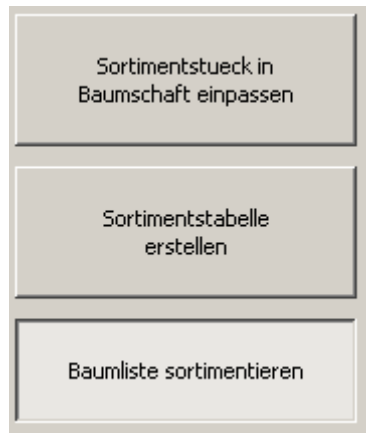 Sortimentstueck in
Baumschaft einpassen
Sortimentstabelle
erstellen
Baumliste sortimentieren